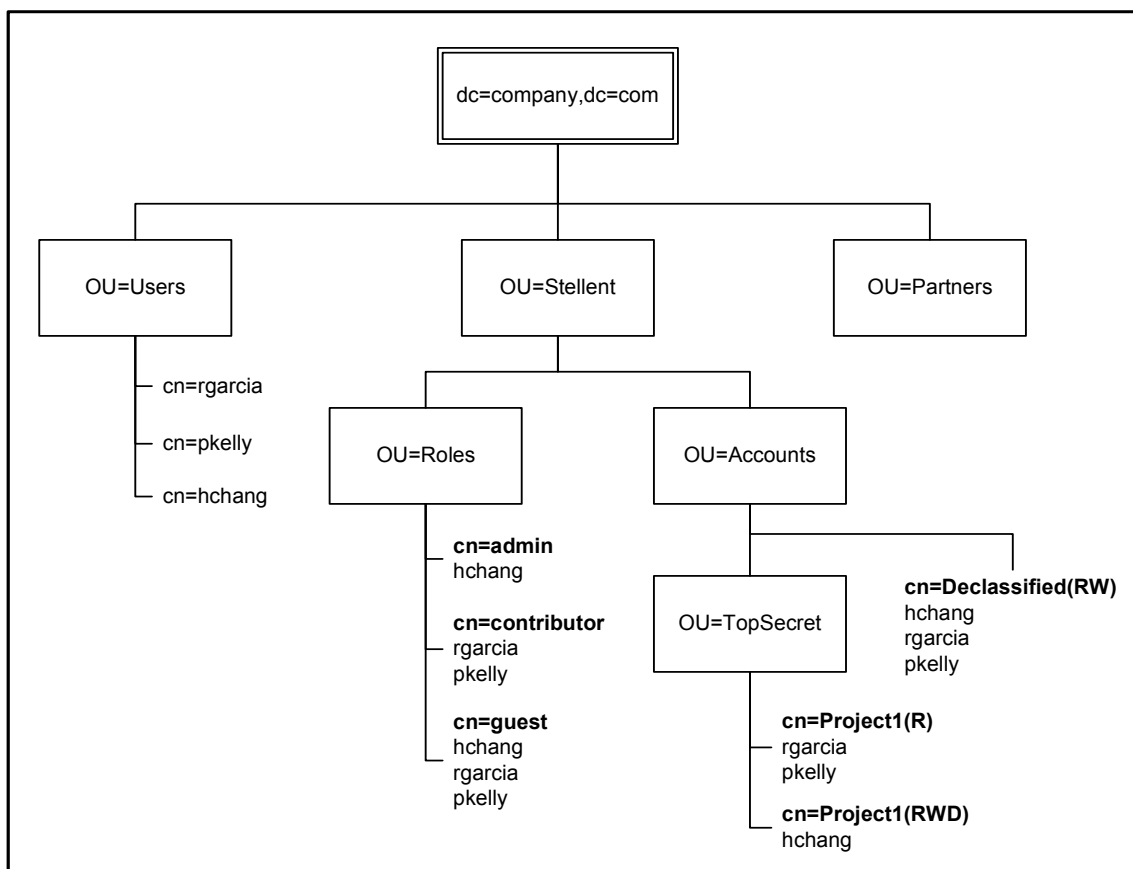 dc=company,dc=com
OU=Users
OU=Stellent
OU=Partners
cn=rgarcia
cn=pkelly
cn=hchang
OU=Roles
OU=Accounts
cn=admin
hchang
cn=contributor
rgarcia
pkelly
cn=guest
hchang
rgarcia
pkelly
OU=TopSecret
cn=Declassified(RW)
hchang
rgarcia
pkelly
cn=Project1(R)
rgarcia
pkelly
cn=Project1(RWD)
hchang